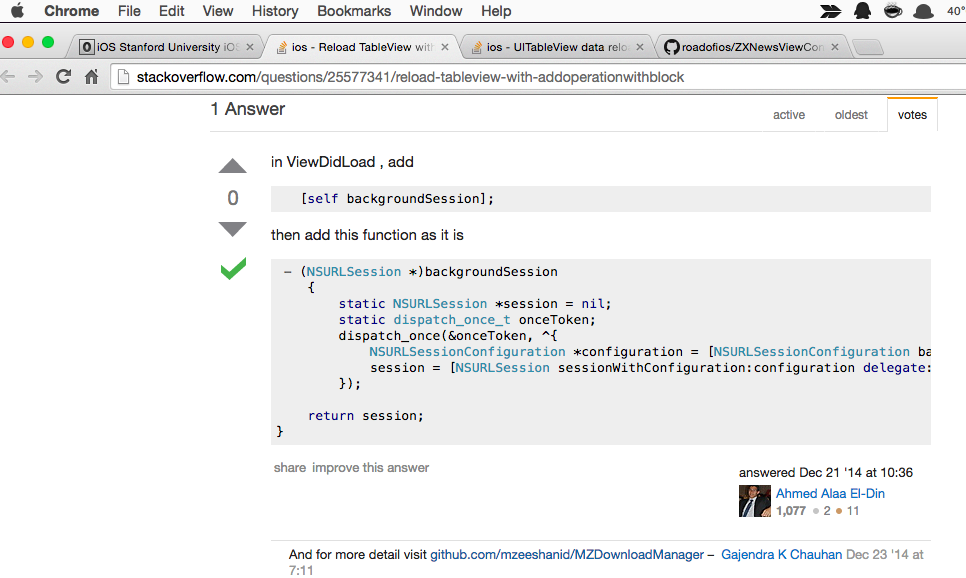 Chrome File Edit View History Bookmarks Window Help 40°
iOS Stanford University iOS
ios - Reload TableView with
ios - UITableView data relo
roadofios/ZXNewsViewCon
stackoverflow.com/questions/25577341/reload-tableview-with-addoperationwithblock
1 Answer
active oldest votes
in ViewDidLoad , add
0
[self backgroundSession];
then add this function as it is
- (NSURLSession *)backgroundSession
{
static NSURLSession *session = nil;
static dispatch_once_t onceToken;
dispatch_once(&onceToken, ^{
NSURLSessionConfiguration *configuration = [NSURLSessionConfiguration ba
session = [NSURLSession sessionWithConfiguration:configuration delegate:
});
return session;
}
share improve this answer
answered Dec 21 '14 at 10:36
Ahmed Alaa El-Din
1,077 ● 2 ● 11
And for more detail visit github.com/mzeeshanid/MZDownloadManager – Gajendra K Chauhan Dec 23 '14 at
7:11